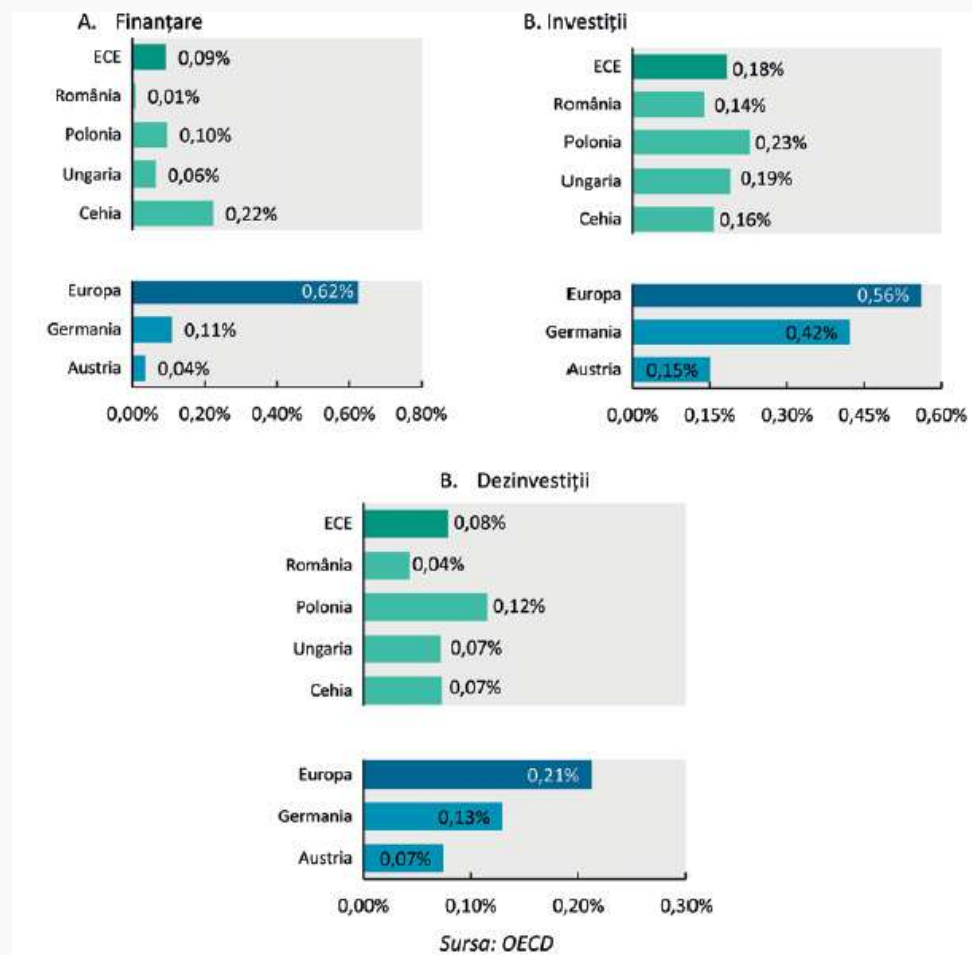 A. Finanțare
ECE 0,09%
România 0,01%
Polonia 0,10%
Ungaria 0,06%
Cehia 0,22%
Europa 0,62%
Germania 0,11%
Austria 0,04%
0,00% 0,20% 0,40% 0,60% 0,80%
B. Investiții
ECE 0,18%
România 0,14%
Polonia 0,23%
Ungaria 0,19%
Cehia 0,16%
Europa 0,56%
Germania 0,42%
Austria 0,15%
0,00% 0,15% 0,30% 0,45% 0,60%
B. Dezinvestiții
ECE 0,08%
România 0,04%
Polonia 0,12%
Ungaria 0,07%
Cehia 0,07%
Europa 0,21%
Germania 0,13%
Austria 0,07%
0,00% 0,10% 0,20% 0,30%
Sursa: OECD